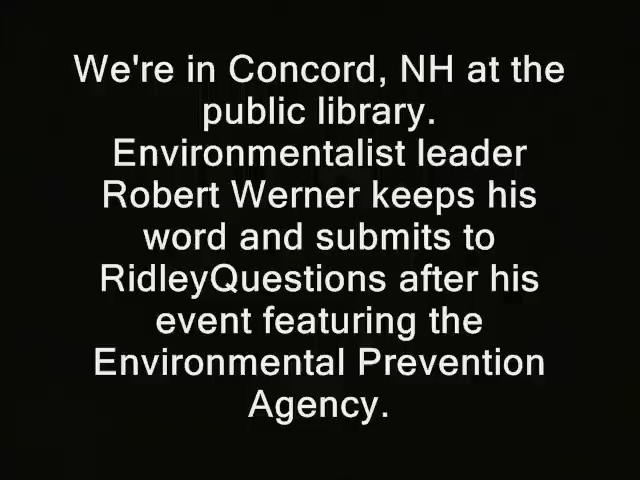 We're in Concord, NH at the
public library.
Environmentalist leader
Robert Werner keeps his
word and submits to
RidleyQuestions after his
event featuring the
Environmental Prevention
Agency.